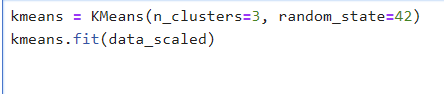 kmeans = KMeans(n_clusters=3, random_state=42)
kmeans.fit(data_scaled)